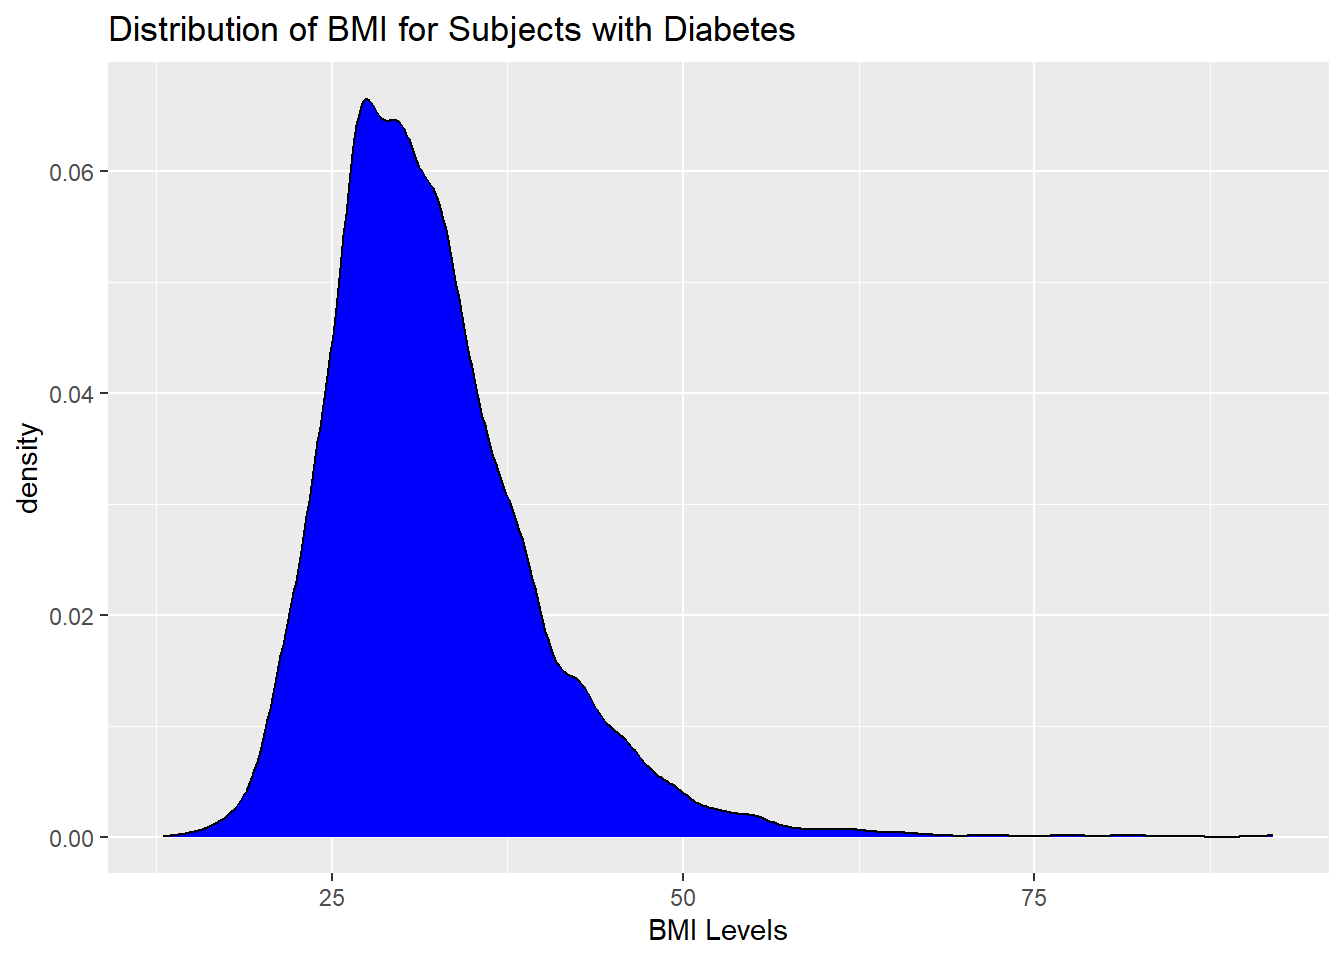 Distribution of BMI for Subjects with Diabetes
0.06
0.04
0.02
0.00
density
25 50 75
BMI Levels